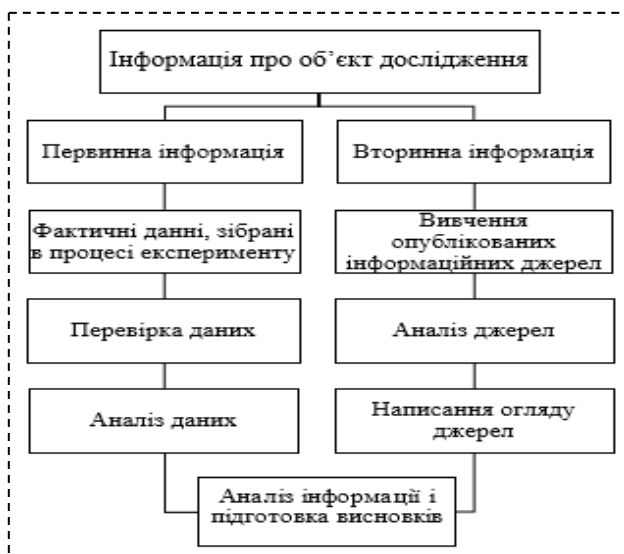 Інформація про об’єкт дослідження
Первинна інформація
Вторинна інформація
Фактичні данні, зібрані
в процесі експерименту
Вивчення
опублікованих
інформаційних джерел
Перевірка даних
Аналіз джерел
Аналіз даних
Написання огляду
джерел
Аналіз інформації і
підготовка висновків